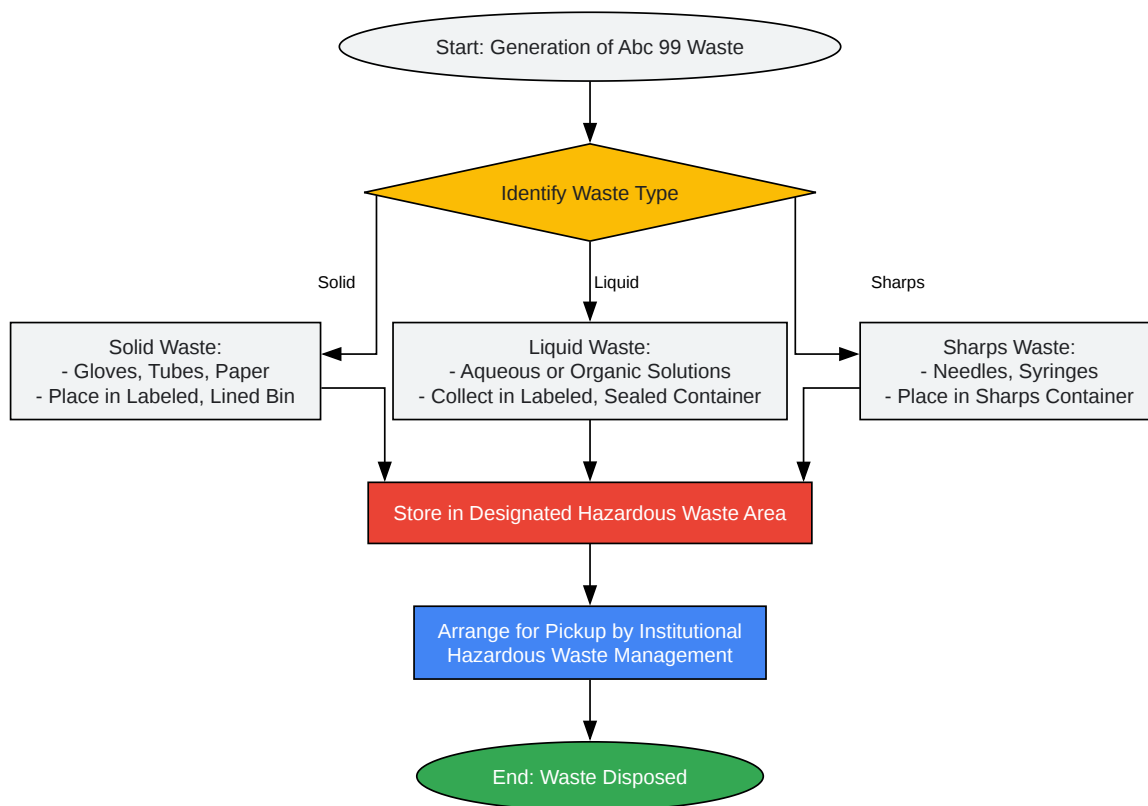 Start: Generation of Abc 99 Waste
Identify Waste Type
Solid
Liquid
Sharps
Solid Waste:
- Gloves, Tubes, Paper
- Place in Labeled, Lined Bin
Liquid Waste:
- Aqueous or Organic Solutions
- Collect in Labeled, Sealed Container
Sharps Waste:
- Needles, Syringes
- Place in Sharps Container
Store in Designated Hazardous Waste Area
Arrange for Pickup by Institutional
Hazardous Waste Management
End: Waste Disposed